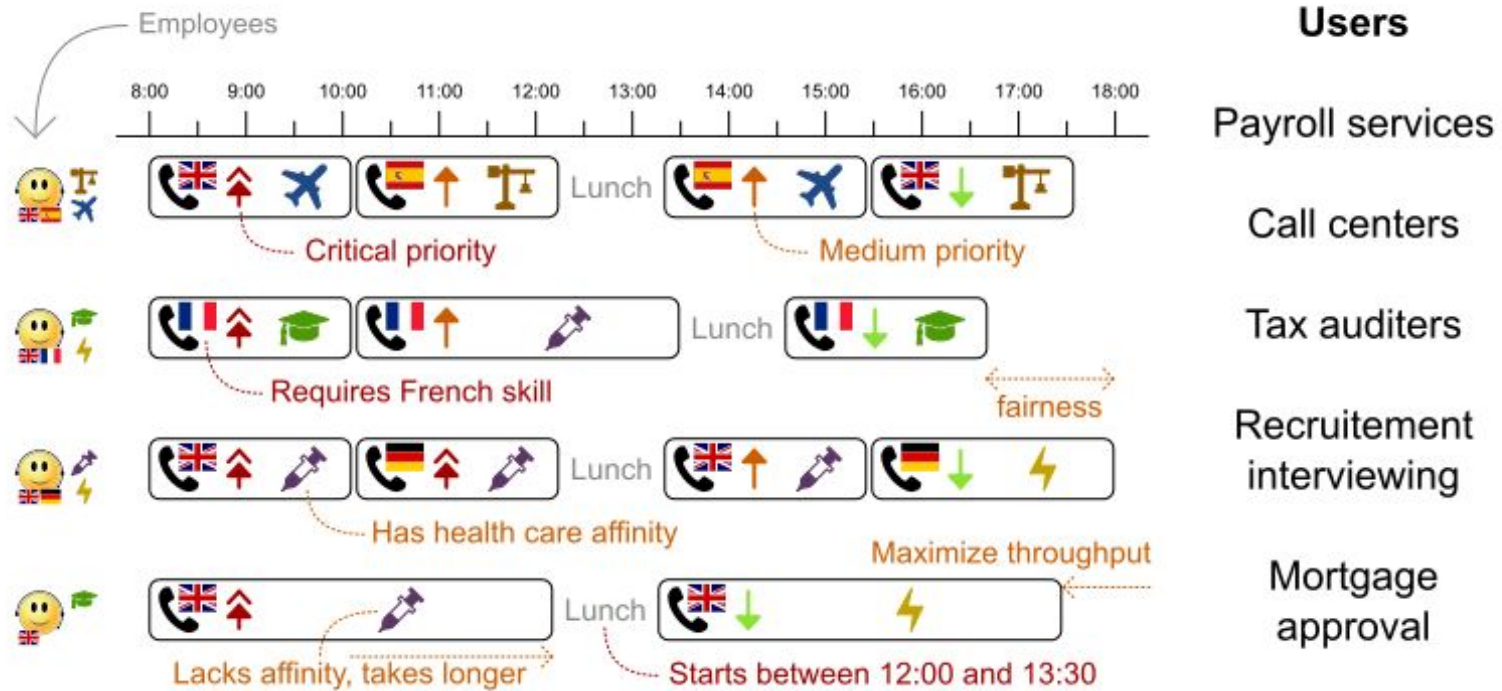 Employees
Users
8:00 9:00 10:00 11:00 12:00 13:00 14:00 15:00 16:00 17:00 18:00
Payroll services
Lunch
Critical priority
Medium priority
Call centers
Lunch
Tax auditers
Requires French skill
fairness
Recruitement
interviewing
Lunch
Has health care affinity
Maximize throughput
Mortgage
approval
Lunch
Lacks affinity, takes longer
Starts between 12:00 and 13:30